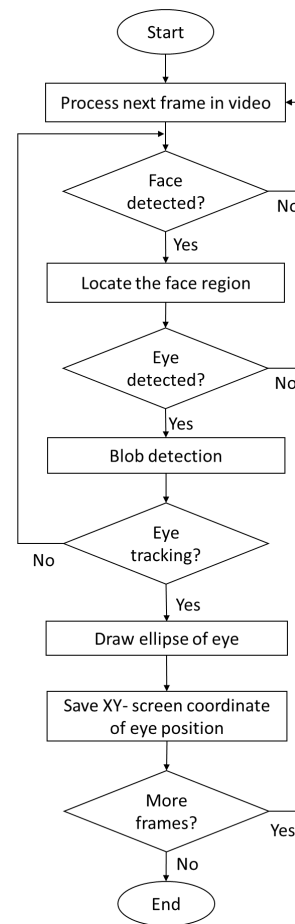 Start
Process next frame in video
Face
detected?
No
Yes
Locate the face region
Eye
detected?
No
Yes
Blob detection
Eye
tracking?
No
Yes
Draw ellipse of eye
Save XY- screen coordinate
of eye position
More
frames?
Yes
No
End